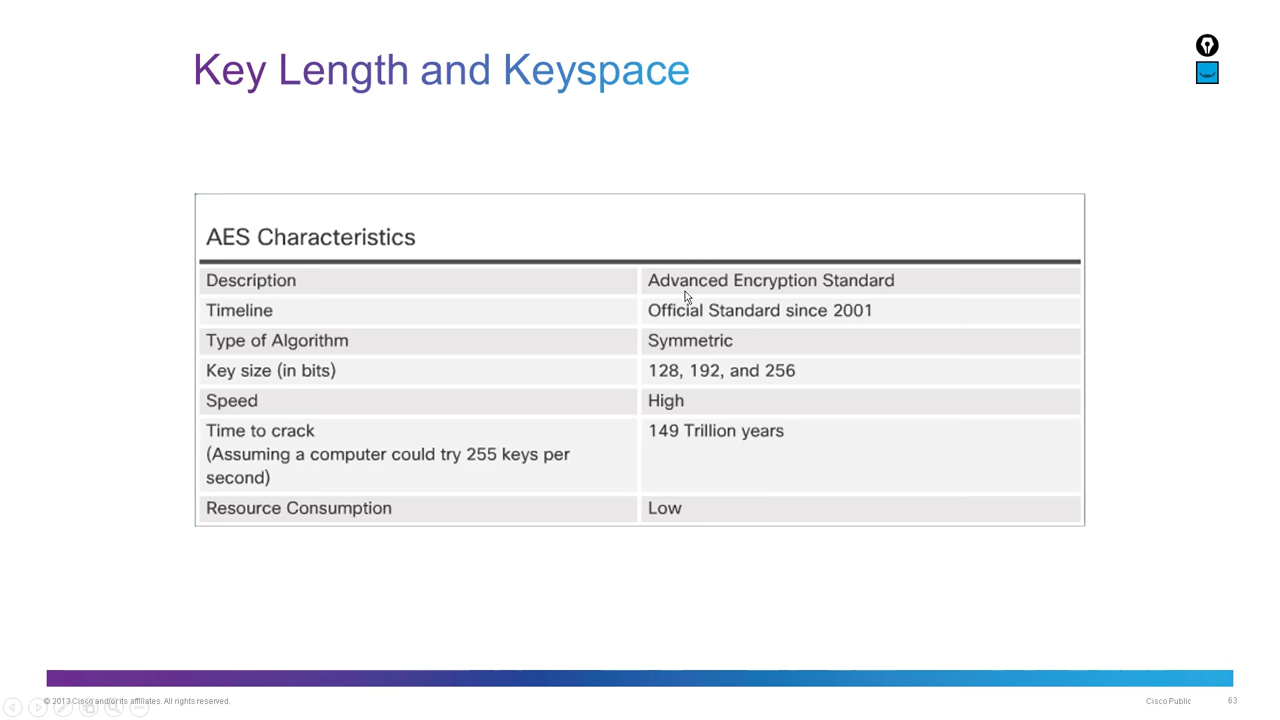 Key Length and Keyspace
AES Characteristics
Description
Advanced Encryption Standard
Timeline
Official Standard since 2001
Type of Algorithm
Symmetric
Key size (in bits)
128, 192, and 256
Speed
High
Time to crack
(Assuming a computer could try 255 keys per
second)
149 Trillion years
Resource Consumption
Low
© 2013 Cisco and/or its affiliates. All rights reserved.
Cisco Public
63